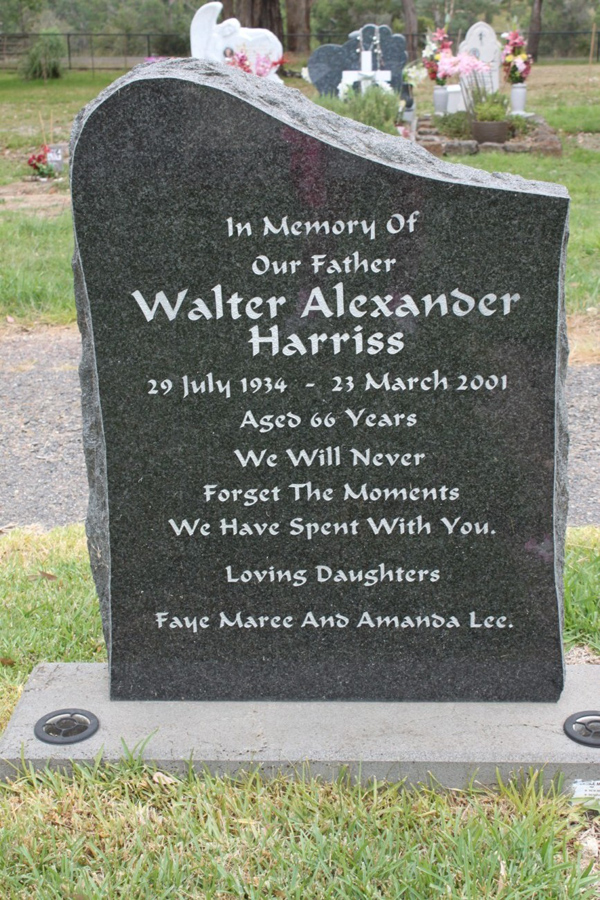 In Memory Of
Our Father
Walter Alexander
Harriss
29 July 1934 - 23 March 2001
Aged 66 Years
We Will Never
Forget The Moments
We Have Spent With You.
Loving Daughters
Faye Maree And Amanda Lee.